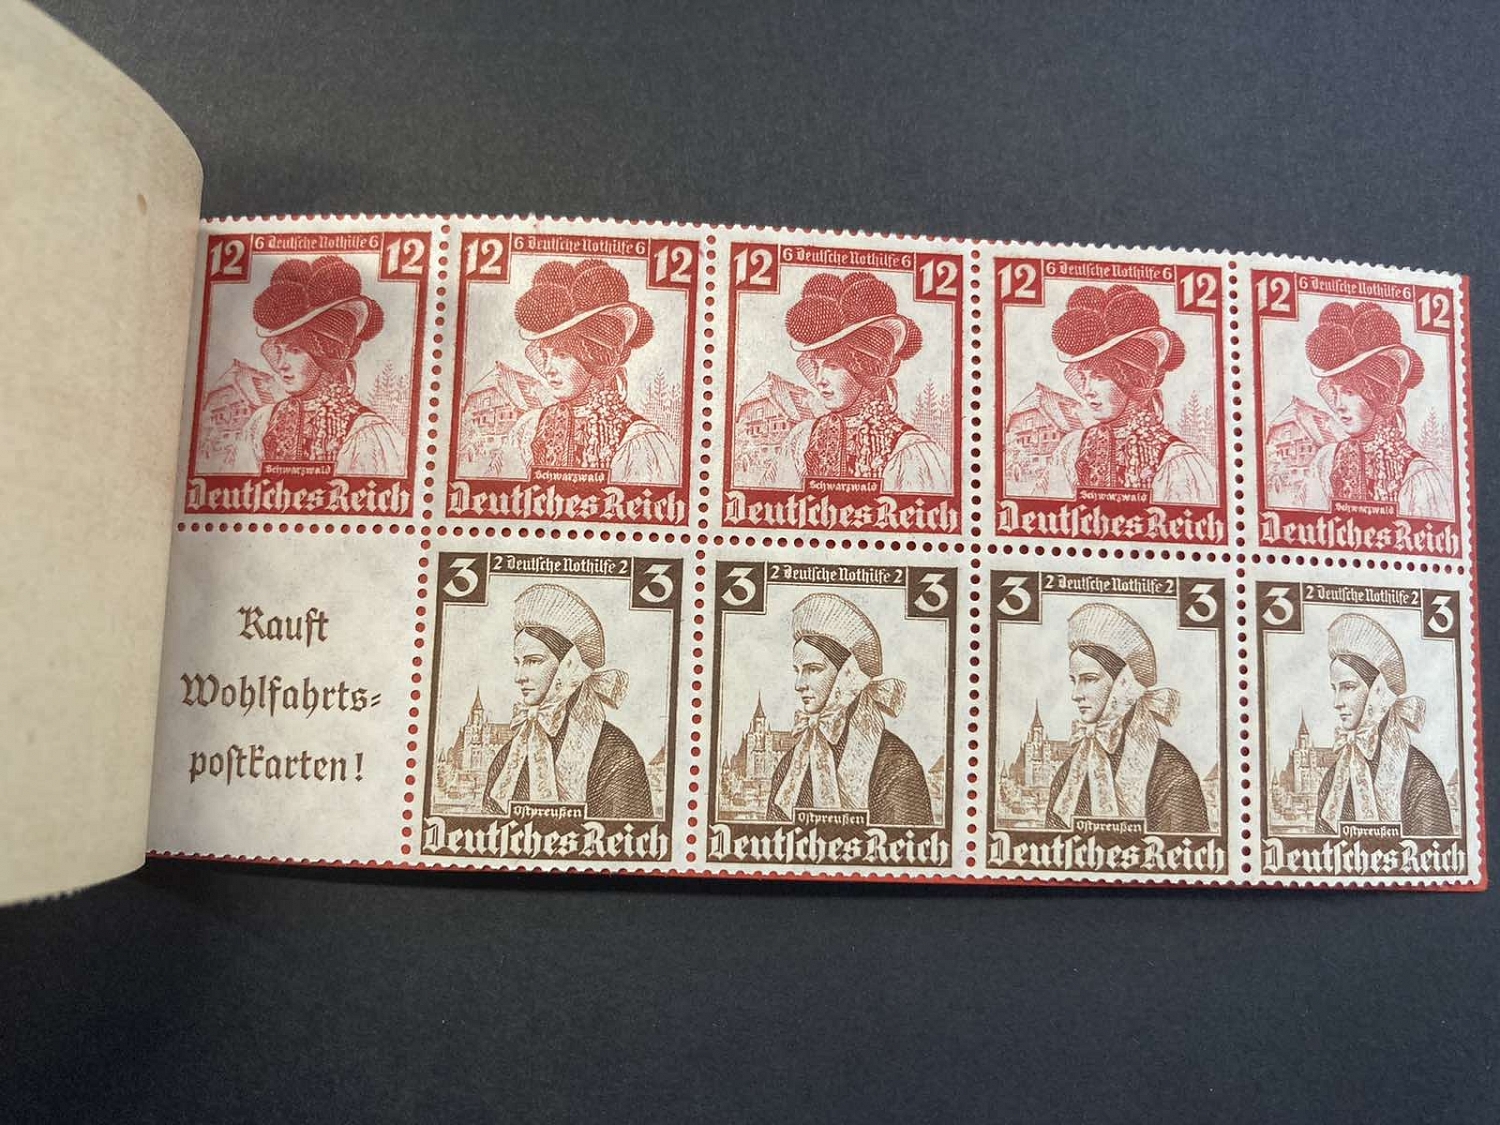 12 6 Deutsche Nothilfe 6 12
Schwarzwald
Deutsches Reich
12 6 Deutsche Nothilfe 6 12
Schwarzwald
Deutsches Reich
12 6 Deutsche Nothilfe 6 12
Schwarzwald
Deutsches Reich
12 6 Deutsche Nothilfe 6 12
Schwarzwald
Deutsches Reich
12 6 Deutsche Nothilfe 6 12
Schwarzwald
Deutsches Reich
Kauft
Wohlfahrts=
postkarten!
3 2 Deutsche Nothilfe 2 3
Ostpreußen
Deutsches Reich
3 2 Deutsche Nothilfe 2 3
Ostpreußen
Deutsches Reich
3 2 Deutsche Nothilfe 2 3
Ostpreußen
Deutsches Reich
3 2 Deutsche Nothilfe 2 3
Ostpreußen
Deutsches Reich